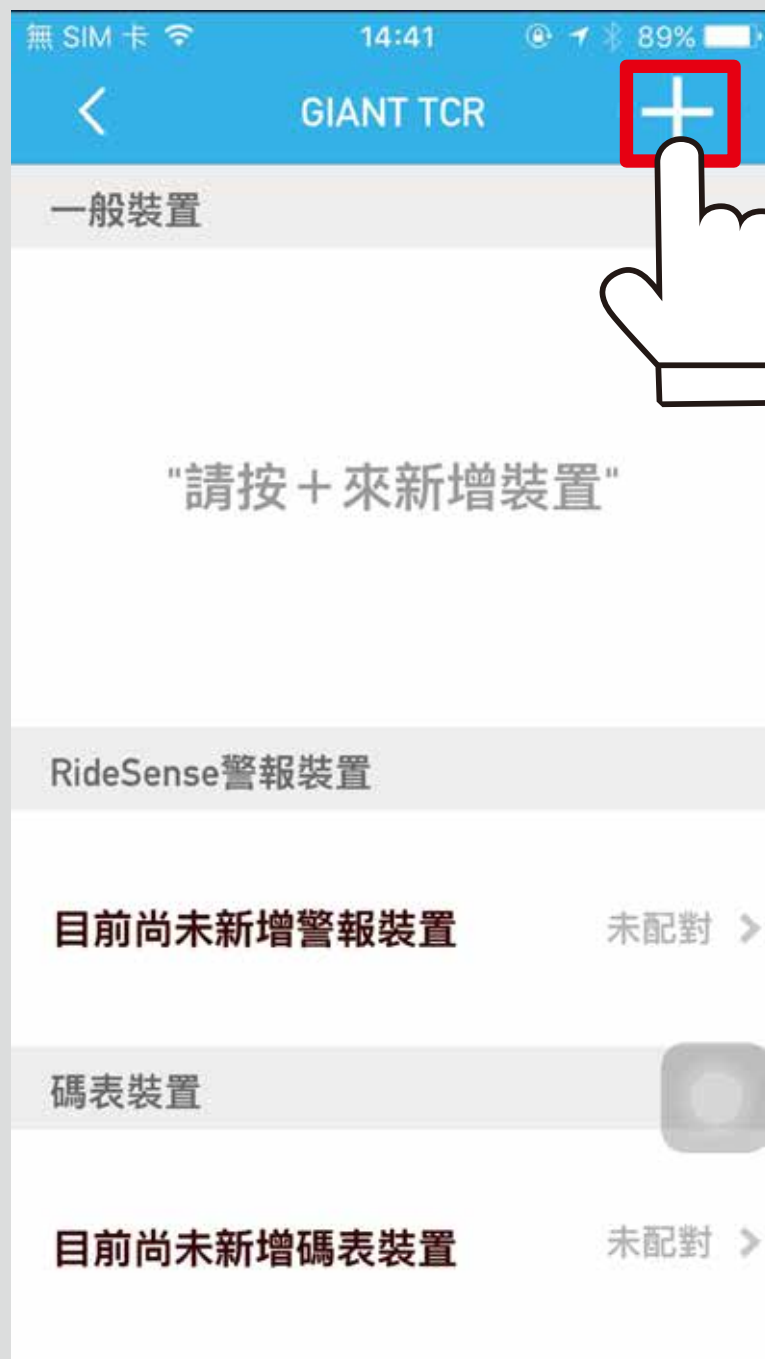 無 SIM 卡 14:41 89%
GIANT TCR
一般裝置
"請按＋來新增裝置"
RideSense警報裝置
目前尚未新增警報裝置 未配對
碼表裝置
目前尚未新增碼表裝置 未配對